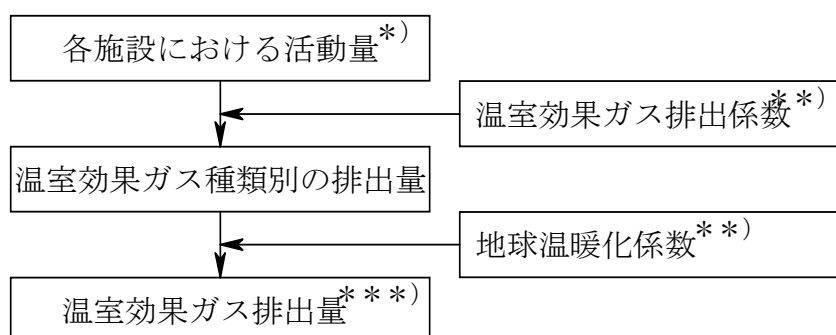 各施設における活動量*)
温室効果ガス排出係数**)
温室効果ガス種類別の排出量
地球温暖化係数**)
温室効果ガス排出量***)